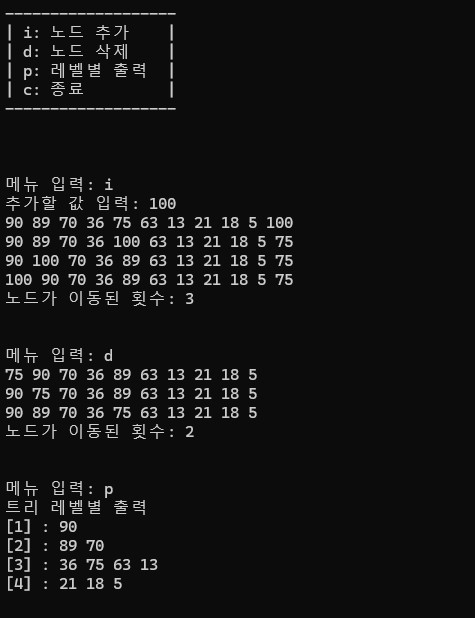 -------------------
| i: 노드 추가    |
| d: 노드 삭제    |
| p: 레벨별 출력  |
| c: 종료         |
-------------------
메뉴 입력: i
추가할 값 입력: 100
90 89 70 36 75 63 13 21 18 5 100
90 89 70 36 100 63 13 21 18 5 75
90 100 70 36 89 63 13 21 18 5 75
100 90 70 36 89 63 13 21 18 5 75
노드가 이동된 횟수: 3
메뉴 입력: d
75 90 70 36 89 63 13 21 18 5
90 75 70 36 89 63 13 21 18 5
90 89 70 36 75 63 13 21 18 5
노드가 이동된 횟수: 2
메뉴 입력: p
트리 레벨별 출력
[1] : 90
[2] : 89 70
[3] : 36 75 63 13
[4] : 21 18 5